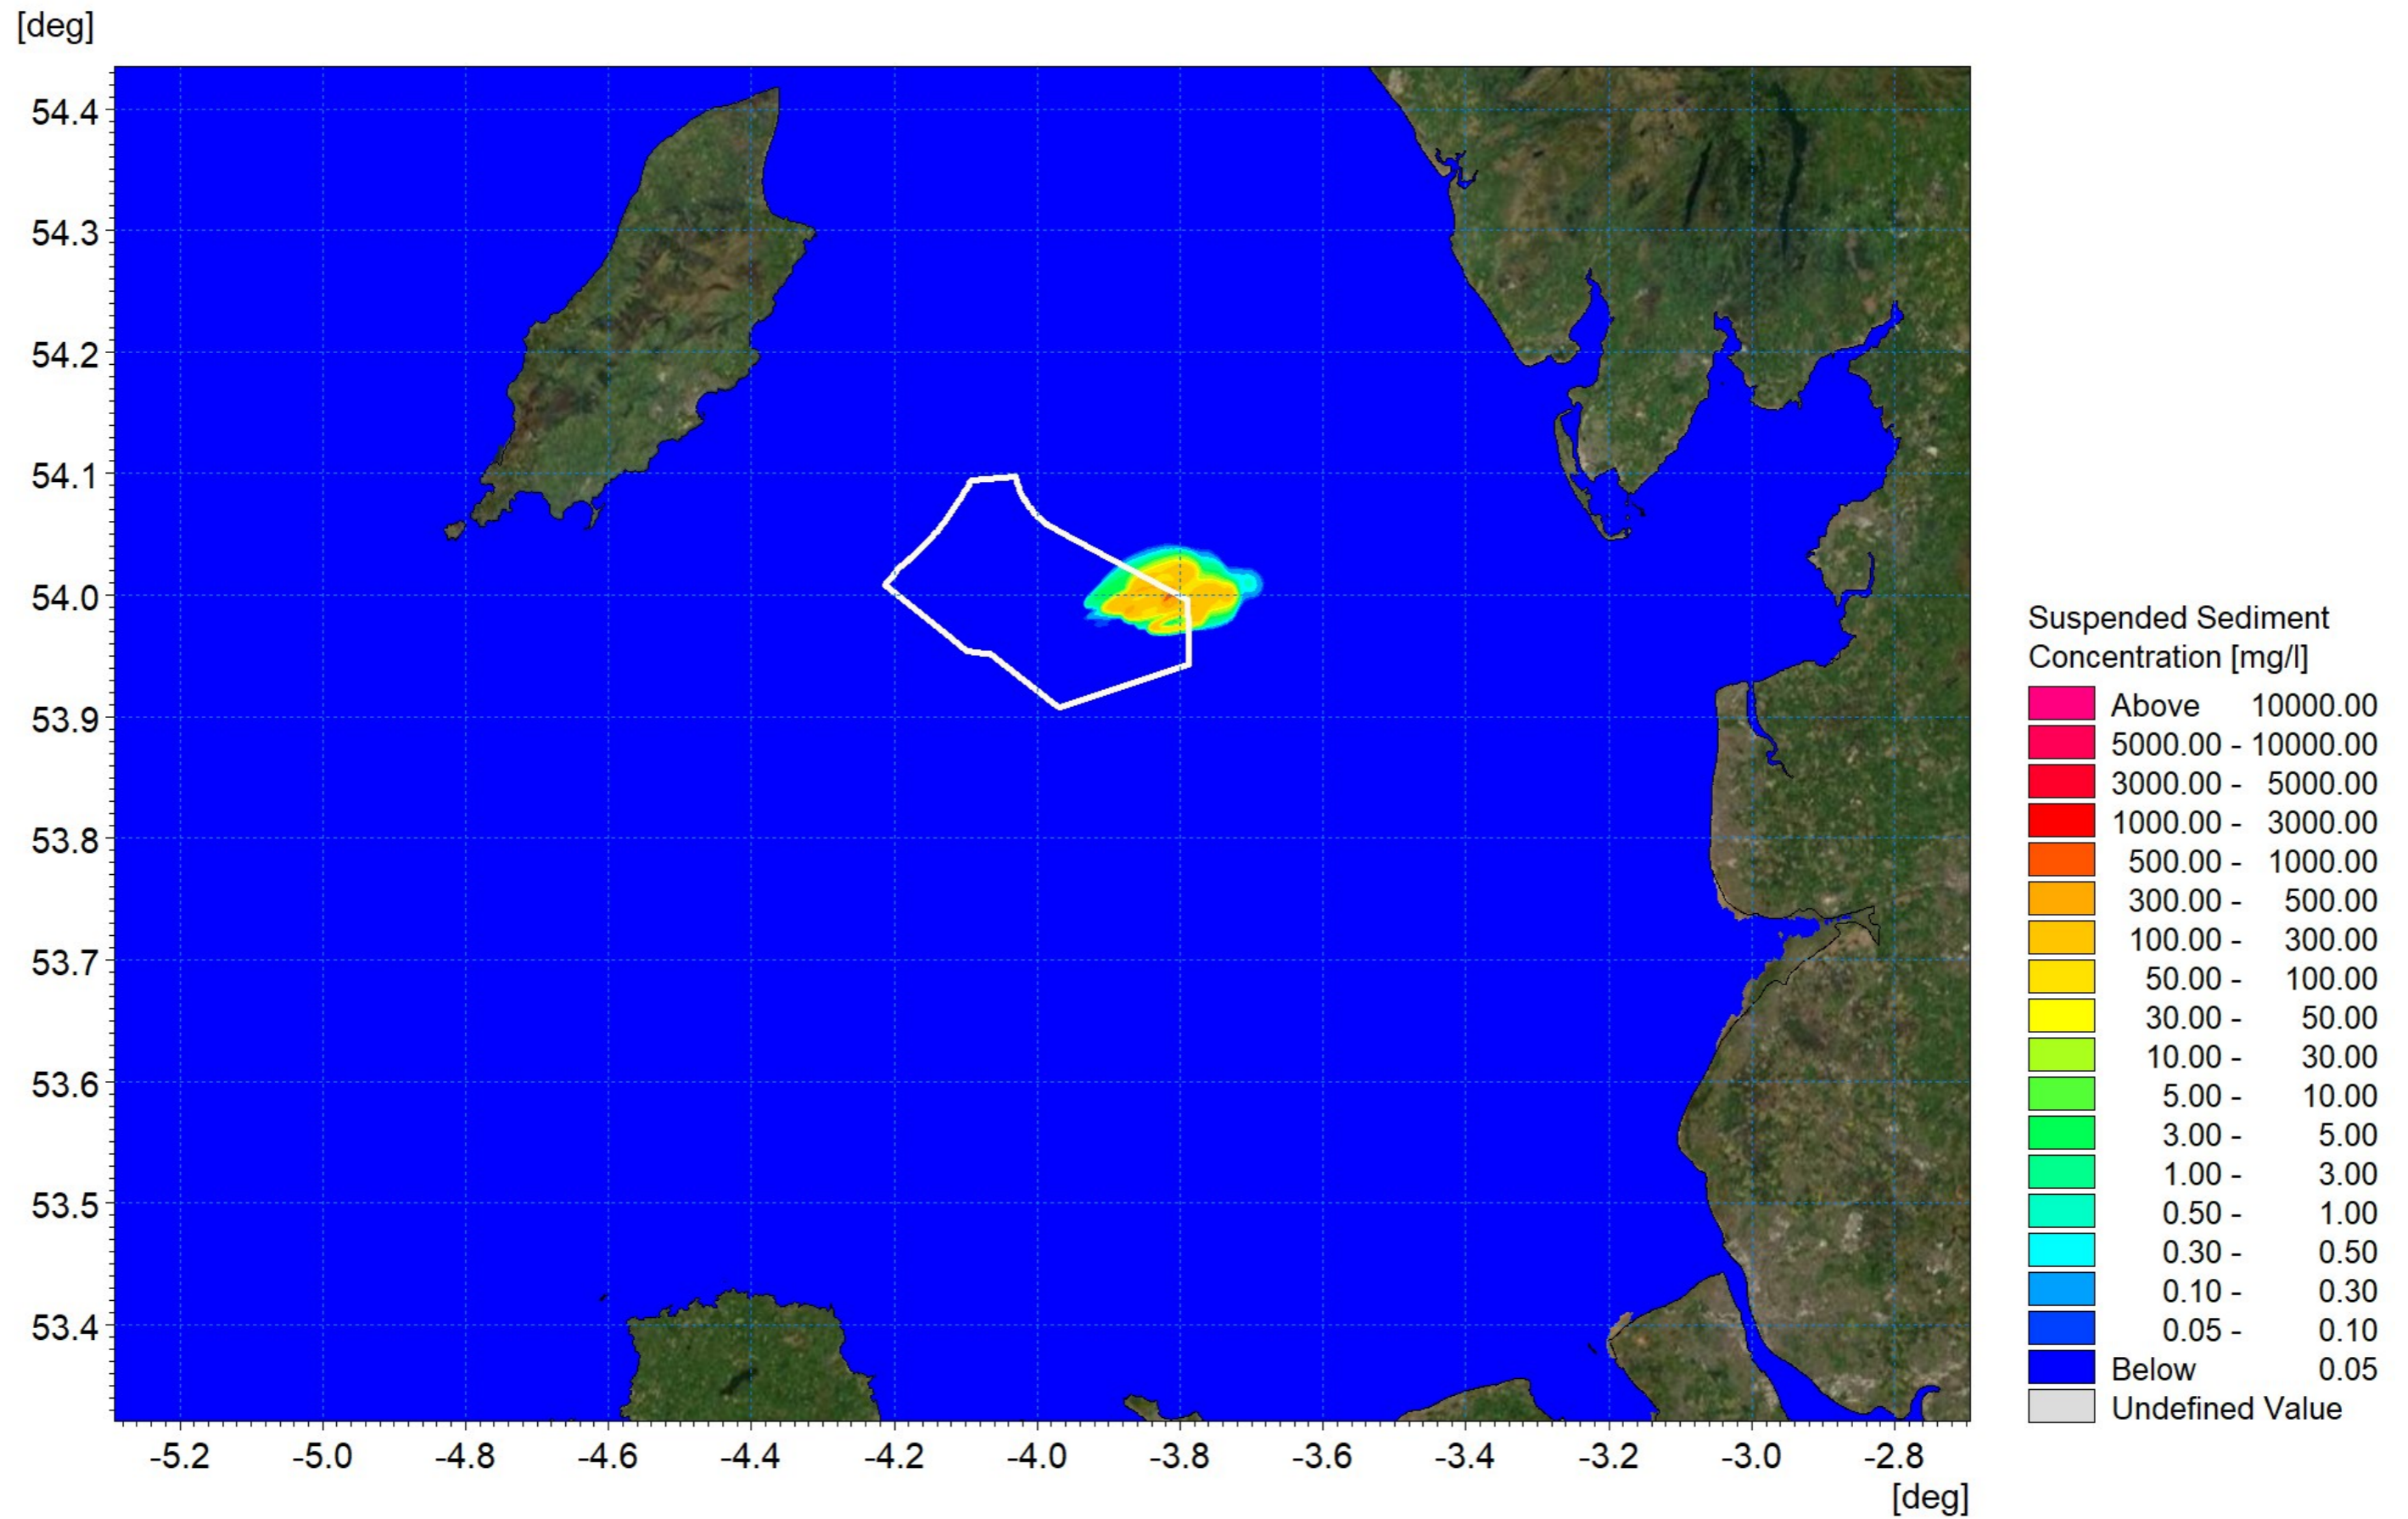 [deg]
54.4
54.3
54.2
54.1
54.0
53.9
53.8
53.7
53.6
53.5
53.4
-5.2 -5.0 -4.8 -4.6 -4.4 -4.2 -4.0 -3.8 -3.6 -3.4 -3.2 -3.0 -2.8
[deg]
Suspended Sediment
Concentration [mg/l]
Above 10000.00
5000.00 - 10000.00
3000.00 - 5000.00
1000.00 - 3000.00
500.00 - 1000.00
300.00 - 500.00
100.00 - 300.00
50.00 - 100.00
30.00 - 50.00
10.00 - 30.00
5.00 - 10.00
3.00 - 5.00
1.00 - 3.00
0.50 - 1.00
0.30 - 0.50
0.10 - 0.30
0.05 - 0.10
Below 0.05
Undefined Value